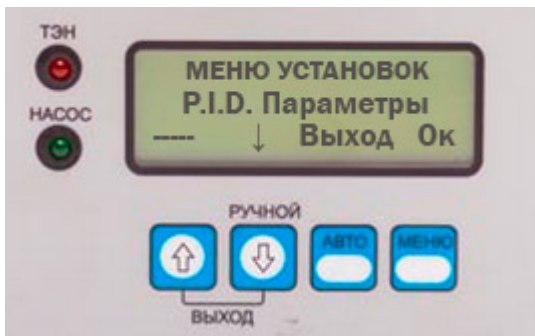 ТЭН
МЕНЮ УСТАНОВОК
P.I.D. Параметры
НАСОС
----- ↓ Выход Ок
РУЧНОЙ
АВТО МЕНЮ
ВЫХОД